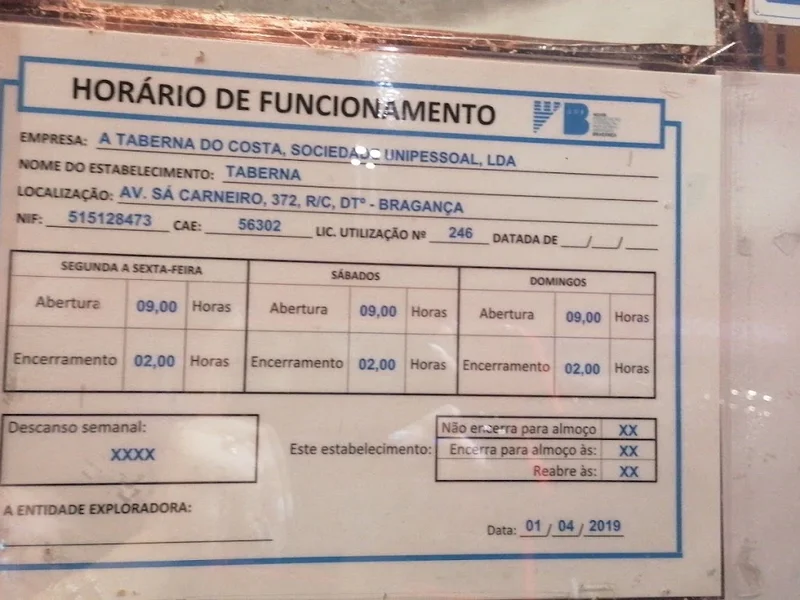 HORÁRIO DE FUNCIONAMENTO
EMPRESA: A TABERNA DO COSTA, SOCIEDADE UNIPESSOAL, LDA
NOME DO ESTABELECIMENTO: TABERNA
LOCALIZAÇÃO: AV. SÁ CARNEIRO, 372, R/C, DTº - BRAGANÇA
NIF: 515128473 CAE: 56302 LIC. UTILIZAÇÃO Nº 246 DATADA DE ___/___/___
SEGUNDA A SEXTA-FEIRA SÁBADOS DOMINGOS
Abertura 09,00 Horas Abertura 09,00 Horas Abertura 09,00 Horas
Encerramento 02,00 Horas Encerramento 02,00 Horas Encerramento 02,00 Horas
Descanso semanal:
XXXX
Este estabelecimento:
Não encerra para almoço XX
Encerra para almoço às: XX
Reabre às: XX
A ENTIDADE EXPLORADORA:
Data: 01 / 04 / 2019